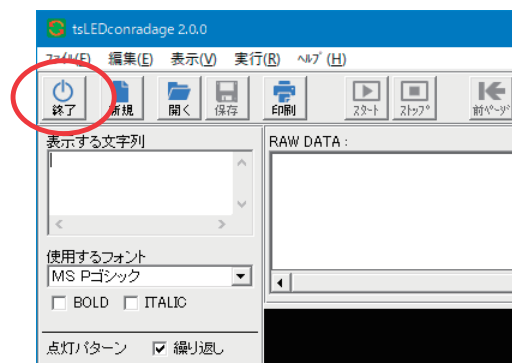 tsLEDconradage 2.0.0
ファイル(F) 編集(E) 表示(V) 実行(R) ヘルプ(H)
終了 新規 開く 保存 印刷 スタート ストップ 前ページ
表示する文字列
RAW DATA :
使用するフォント
MS Pゴシック
BOLD ITALIC
点灯パターン 繰り返し